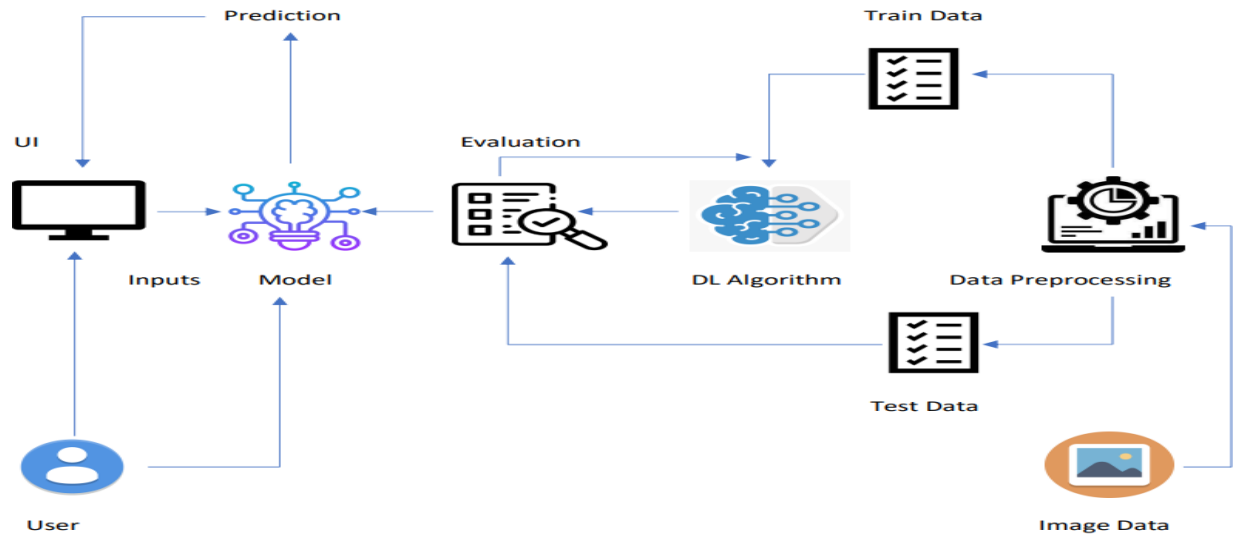 Prediction
Train Data
UI
Evaluation
Inputs
Model
DL Algorithm
Data Preprocessing
Test Data
User
Image Data